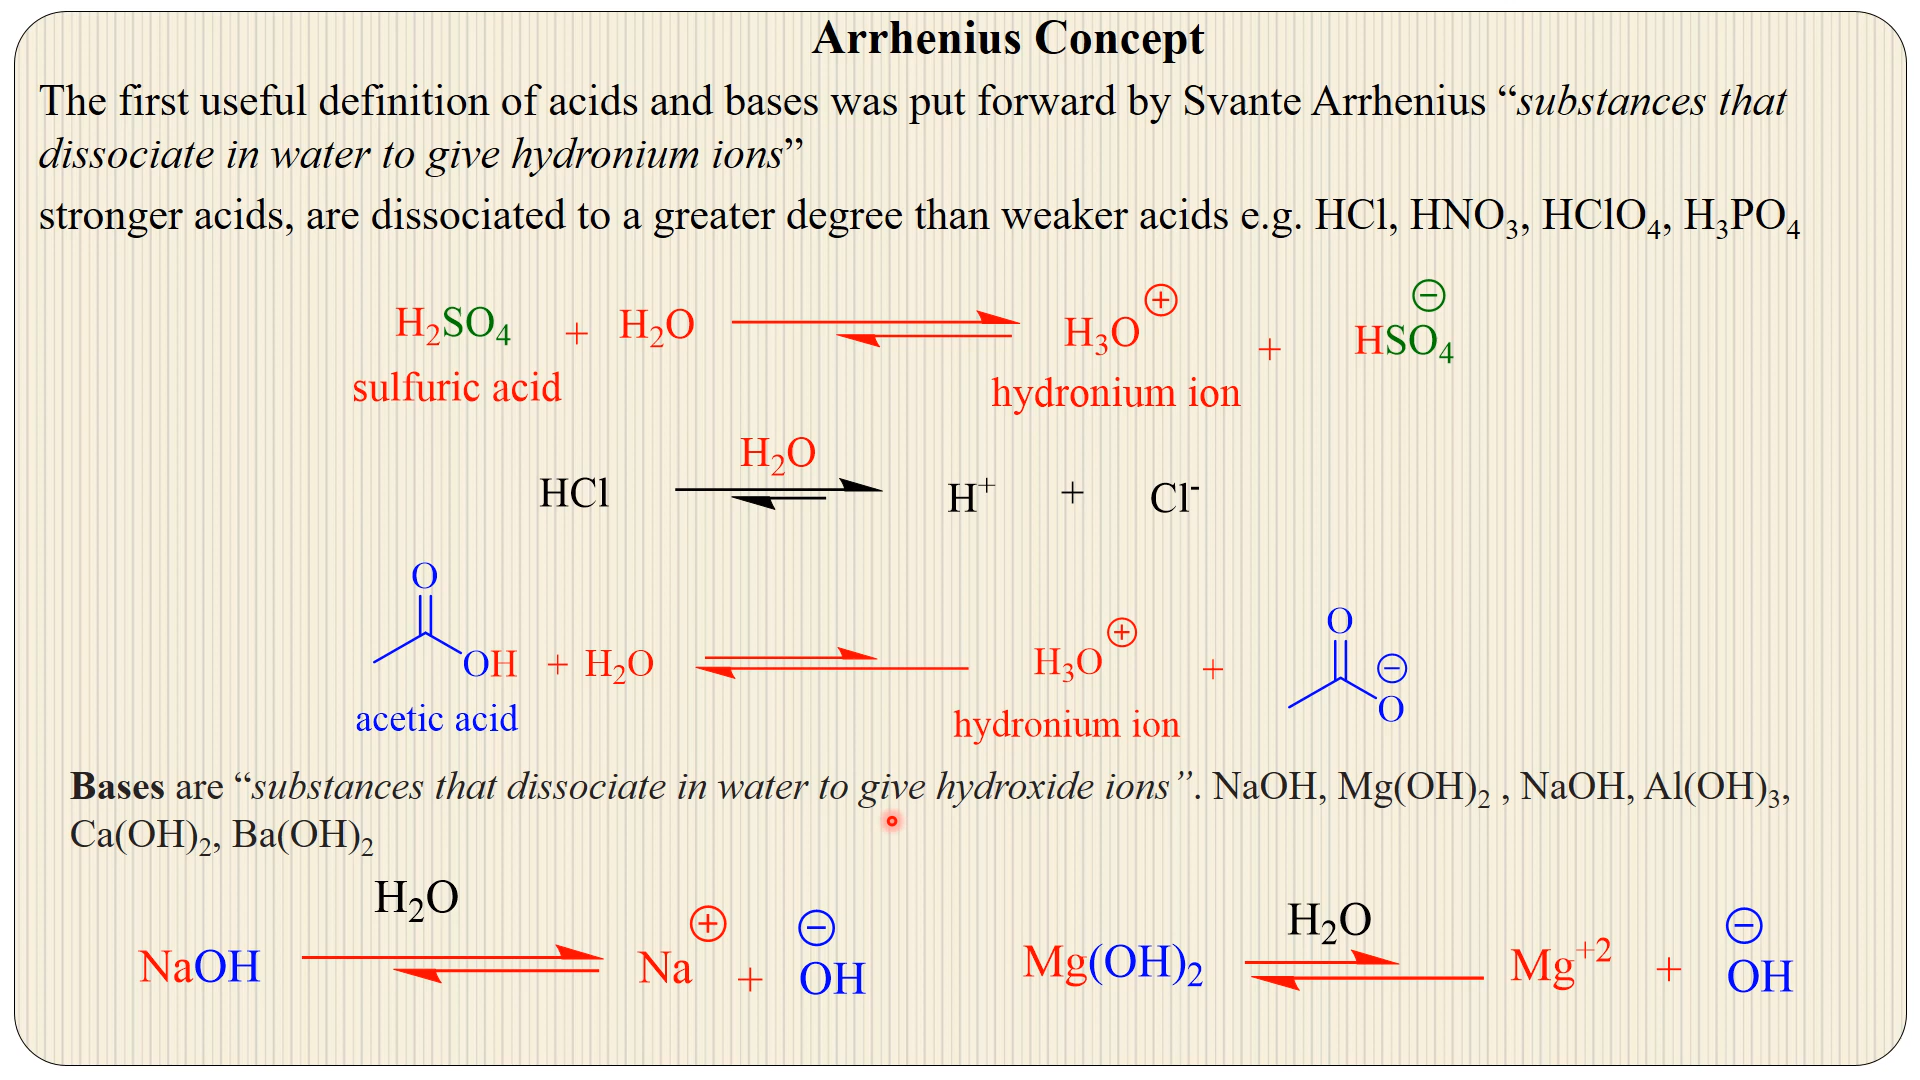 Arrhenius Concept
The first useful definition of acids and bases was put forward by Svante Arrhenius “substances that
dissociate in water to give hydronium ions”
stronger acids, are dissociated to a greater degree than weaker acids e.g. HCl, HNO₃, HClO₄, H₃PO₄
H₂SO₄ + H₂O ⇌ H₃O⊕ + HSO₄⊖
sulfuric acid hydronium ion
H₂O
HCl ⇌ H⁺ + Cl⁻
O O
OH + H₂O ⇌ H₃O⊕ + O⊖
acetic acid hydronium ion
Bases are “substances that dissociate in water to give hydroxide ions”. NaOH, Mg(OH)₂ , NaOH, Al(OH)₃,
Ca(OH)₂, Ba(OH)₂
H₂O H₂O
NaOH ⇌ Na⊕ + OH⊖ Mg(OH)₂ ⇌ Mg⁺² + OH⊖